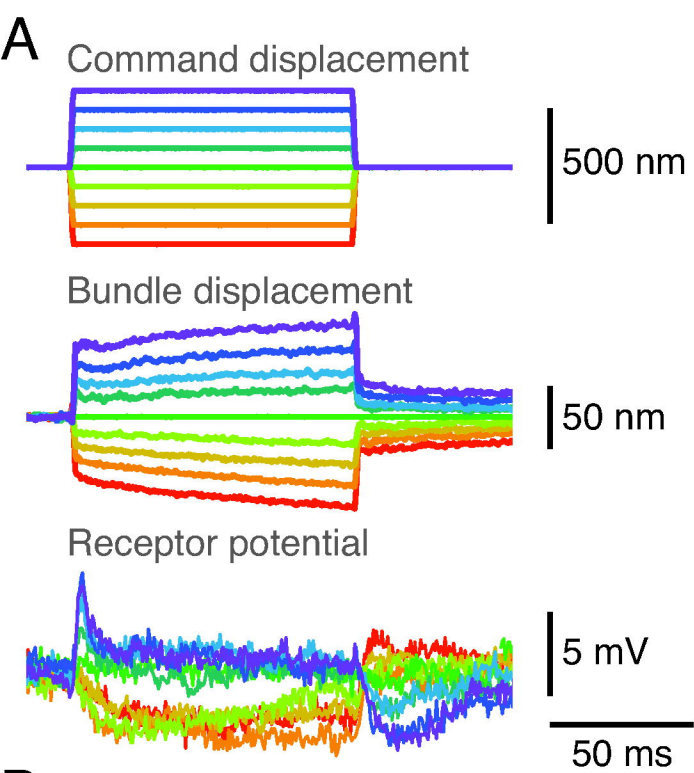 A
Command displacement
500 nm
Bundle displacement
50 nm
Receptor potential
5 mV
50 ms